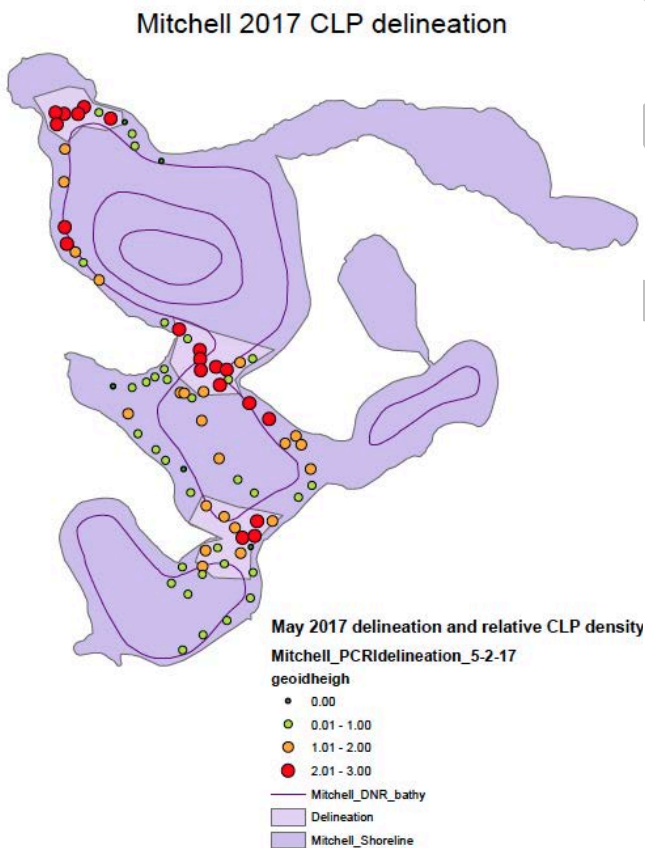 Mitchell 2017 CLP delineation
May 2017 delineation and relative CLP density
Mitchell_PCRIdelineation_5-2-17
geoidheigh
0.00
0.01 - 1.00
1.01 - 2.00
2.01 - 3.00
Mitchell_DNR_bathy
Delineation
Mitchell_Shoreline